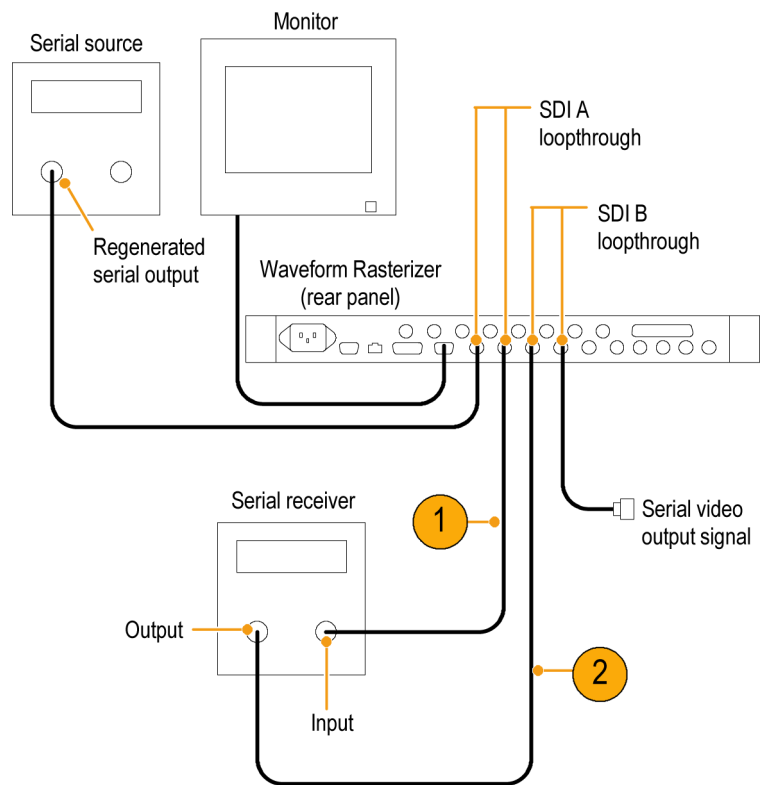 Monitor
Serial source
SDI A
loopthrough
SDI B
loopthrough
Regenerated
serial output
Waveform Rasterizer
(rear panel)
Serial receiver
1
Serial video
output signal
Output
2
Input